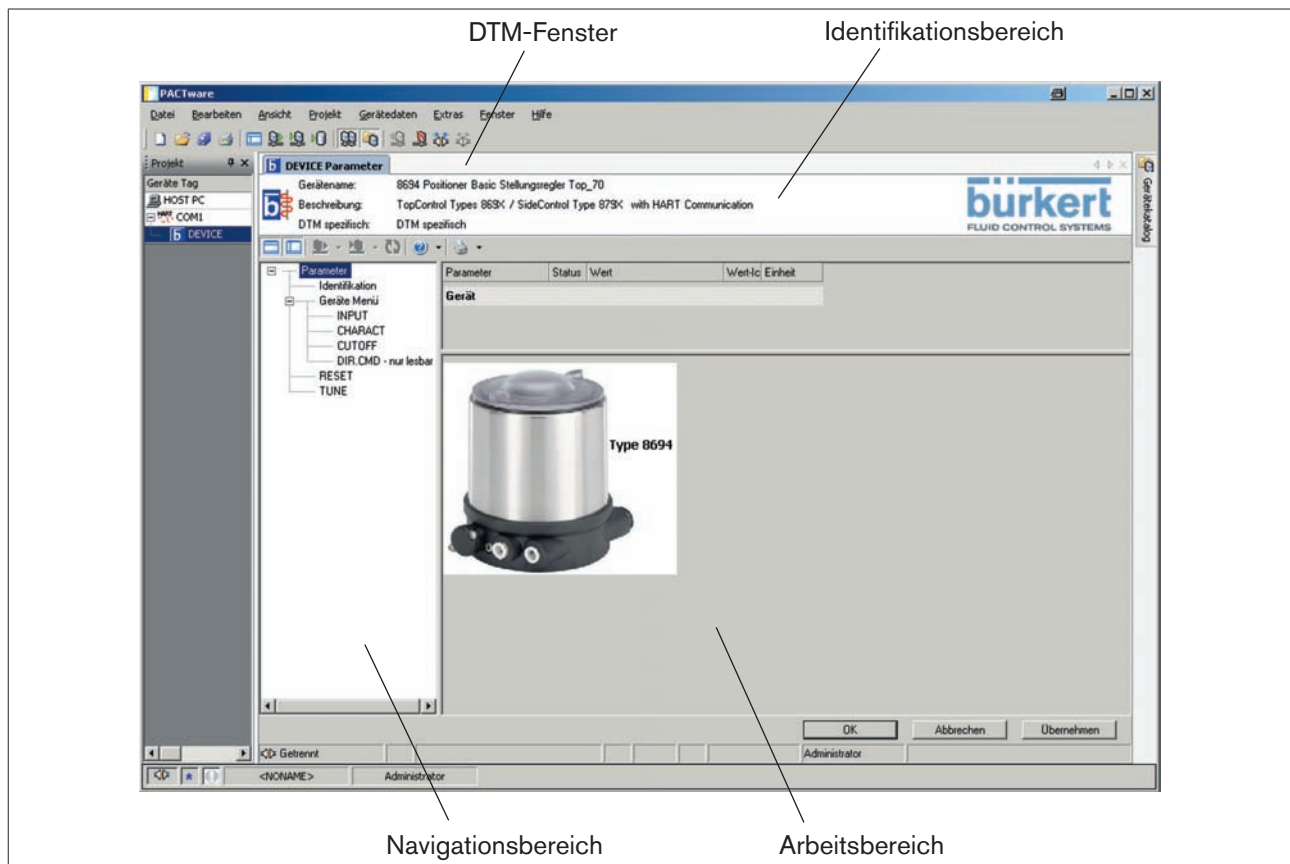 DTM-Fenster
Identifikationsbereich
PACTware
Datei Bearbeiten Ansicht Projekt Gerätedaten Extras Fenster Hilfe
Projekt
DEVICE Parameter
Geräte Tag
HOST PC
COM1
DEVICE
Gerätename: 8694 Positioner Basic Stellungsregler Top_70
Beschreibung: TopControl Types 869X / SideControl Type 879X with HART Communication
DTM spezifisch: DTM spezifisch
bürkert
FLUID CONTROL SYSTEMS
Gerätekatalog
Parameter
Identifikation
Geräte Menü
INPUT
CHARACT
CUTOFF
DIR.CMD - nur lesbar
RESET
TUNE
Parameter Status Wert Wert-Ic Einheit
Gerät
Type 8694
OK Abbrechen Übernehmen
Getrennt Administrator
<NONAME> Administrator
Navigationsbereich
Arbeitsbereich